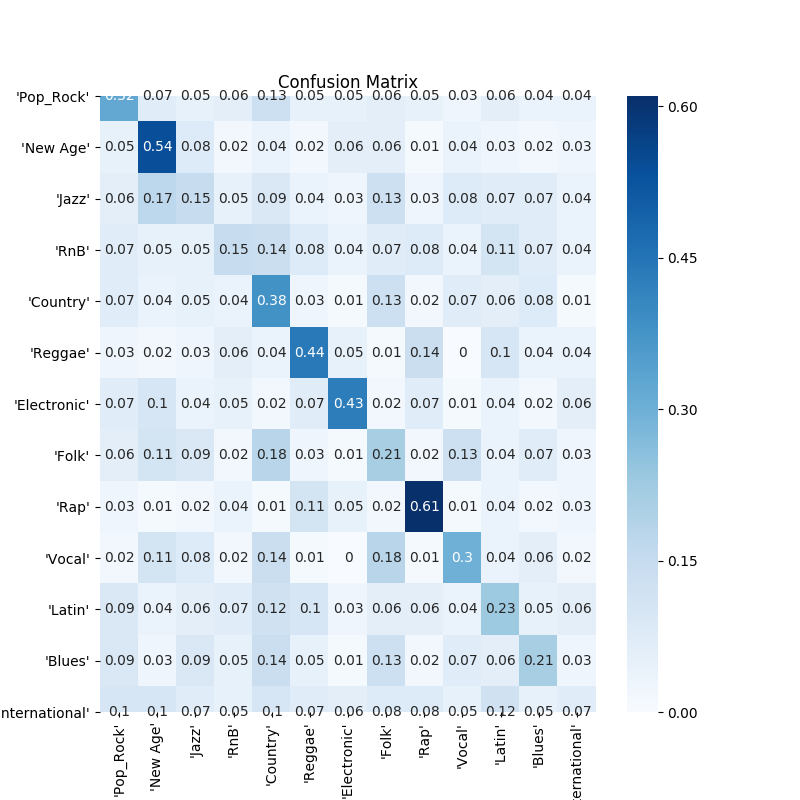 Confusion Matrix
'Pop_Rock' 0.32 0.07 0.05 0.06 0.13 0.05 0.05 0.06 0.05 0.03 0.06 0.04 0.04
'New Age' 0.05 0.54 0.08 0.02 0.04 0.02 0.06 0.06 0.01 0.04 0.03 0.02 0.03
'Jazz' 0.06 0.17 0.15 0.05 0.09 0.04 0.03 0.13 0.03 0.08 0.07 0.07 0.04
'RnB' 0.07 0.05 0.05 0.15 0.14 0.08 0.04 0.07 0.08 0.04 0.11 0.07 0.04
'Country' 0.07 0.04 0.05 0.04 0.38 0.03 0.01 0.13 0.02 0.07 0.06 0.08 0.01
'Reggae' 0.03 0.02 0.03 0.06 0.04 0.44 0.05 0.01 0.14 0 0.1 0.04 0.04
'Electronic' 0.07 0.1 0.04 0.05 0.02 0.07 0.43 0.02 0.07 0.01 0.04 0.02 0.06
'Folk' 0.06 0.11 0.09 0.02 0.18 0.03 0.01 0.21 0.02 0.13 0.04 0.07 0.03
'Rap' 0.03 0.01 0.02 0.04 0.01 0.11 0.05 0.02 0.61 0.01 0.04 0.02 0.03
'Vocal' 0.02 0.11 0.08 0.02 0.14 0.01 0 0.18 0.01 0.3 0.04 0.06 0.02
'Latin' 0.09 0.04 0.06 0.07 0.12 0.1 0.03 0.06 0.06 0.04 0.23 0.05 0.06
'Blues' 0.09 0.03 0.09 0.05 0.14 0.05 0.01 0.13 0.02 0.07 0.06 0.21 0.03
nternational' 0.1 0.1 0.07 0.05 0.1 0.07 0.06 0.08 0.08 0.05 0.12 0.05 0.07
'Pop_Rock'
'New Age'
'Jazz'
'RnB'
'Country'
'Reggae'
'Electronic'
'Folk'
'Rap'
'Vocal'
'Latin'
'Blues'
ernational'
0.60
0.45
0.30
0.15
0.00